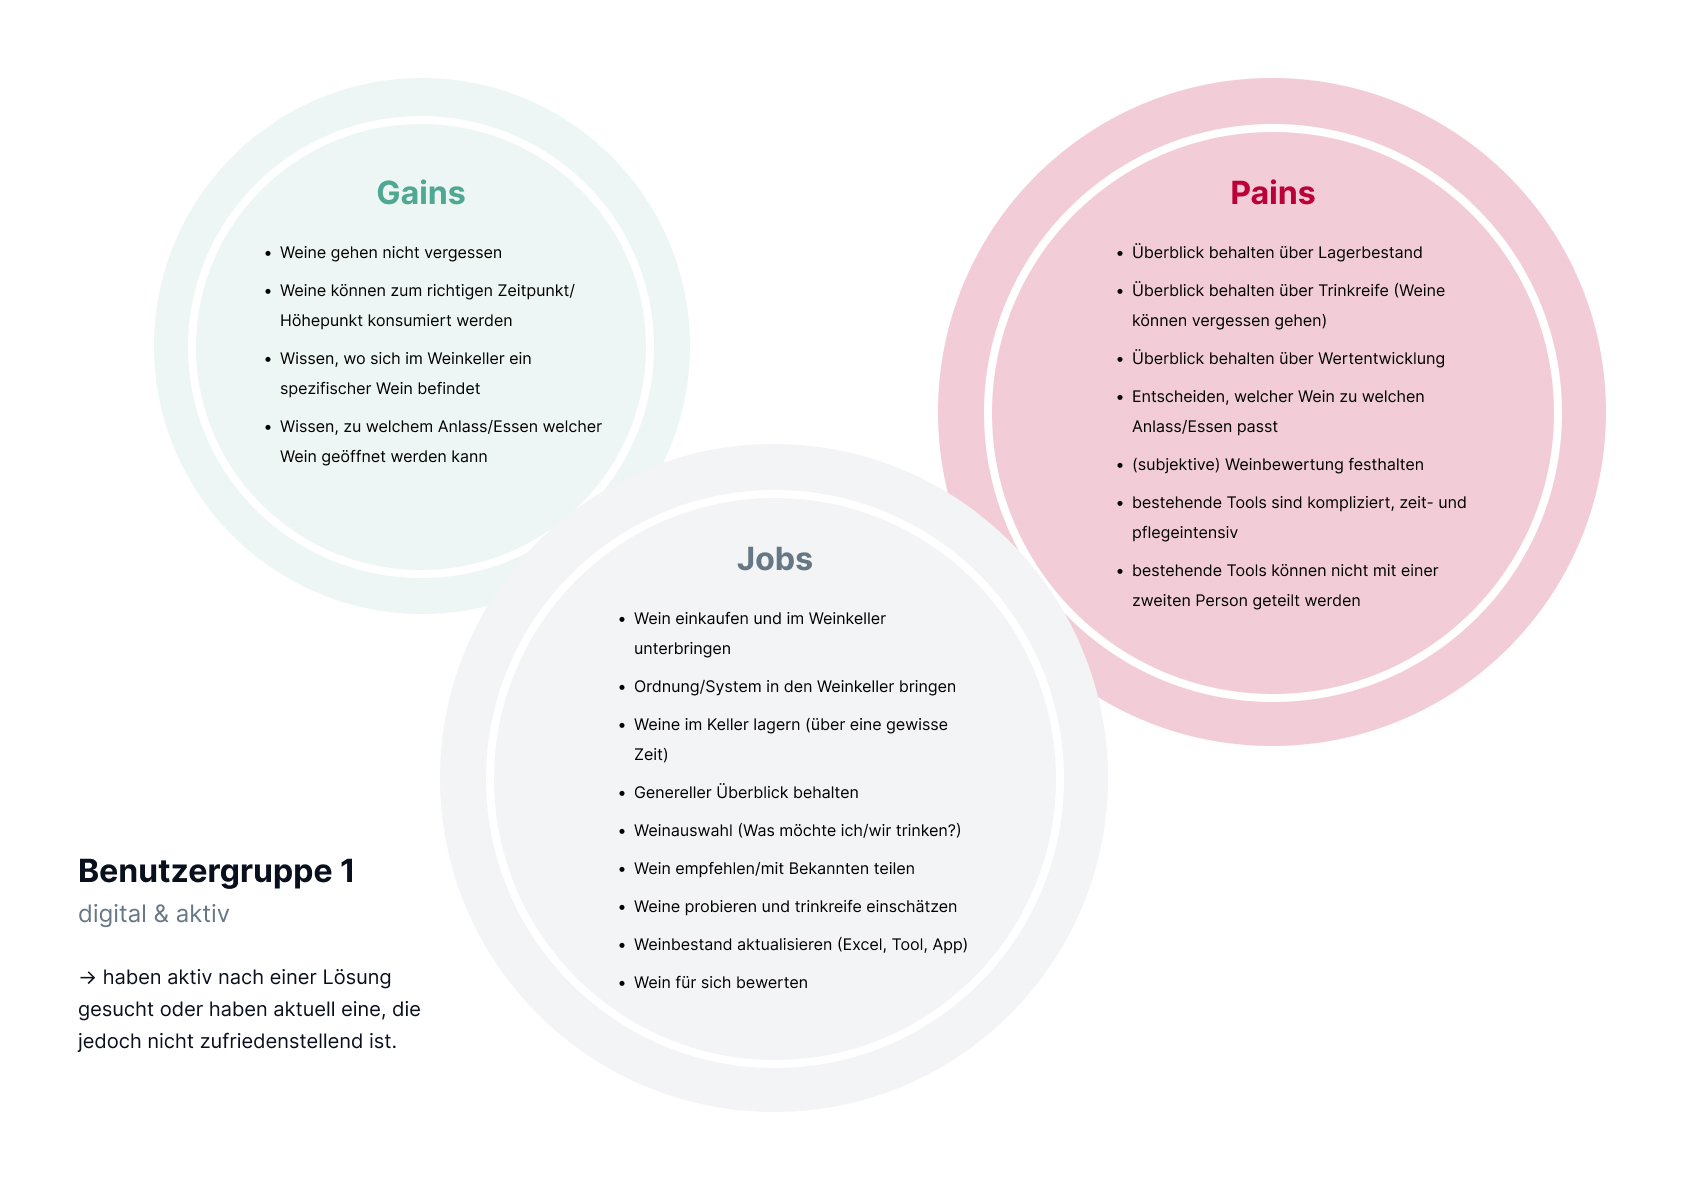 Gains
• Weine gehen nicht vergessen
• Weine können zum richtigen Zeitpunkt/
Höhepunkt konsumiert werden
• Wissen, wo sich im Weinkeller ein
spezifischer Wein befindet
• Wissen, zu welchem Anlass/Essen welcher
Wein geöffnet werden kann
Pains
• Überblick behalten über Lagerbestand
• Überblick behalten über Trinkreife (Weine
können vergessen gehen)
• Überblick behalten über Wertentwicklung
• Entscheiden, welcher Wein zu welchen
Anlass/Essen passt
• (subjektive) Weinbewertung festhalten
• bestehende Tools sind kompliziert, zeit- und
pflegeintensiv
• bestehende Tools können nicht mit einer
zweiten Person geteilt werden
Jobs
• Wein einkaufen und im Weinkeller
unterbringen
• Ordnung/System in den Weinkeller bringen
• Weine im Keller lagern (über eine gewisse
Zeit)
• Genereller Überblick behalten
• Weinauswahl (Was möchte ich/wir trinken?)
• Wein empfehlen/mit Bekannten teilen
• Weine probieren und trinkreife einschätzen
• Weinbestand aktualisieren (Excel, Tool, App)
• Wein für sich bewerten
Benutzergruppe 1
digital & aktiv
→ haben aktiv nach einer Lösung
gesucht oder haben aktuell eine, die
jedoch nicht zufriedenstellend ist.